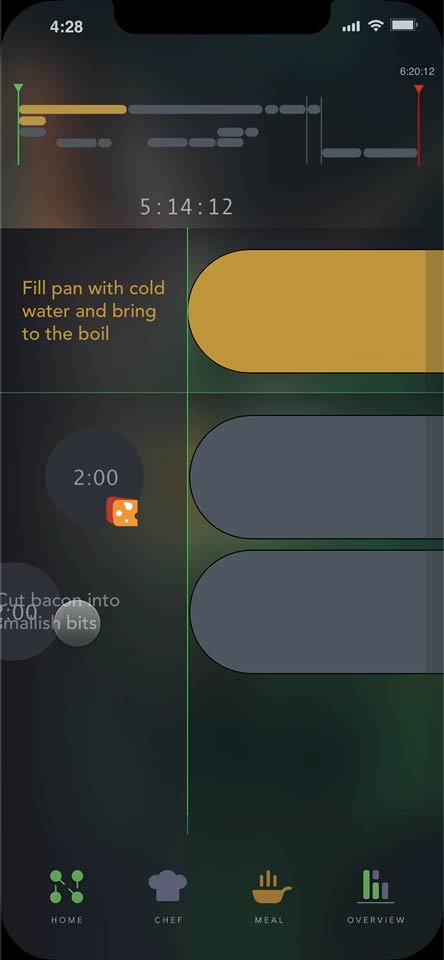 4:28
6:20:12
5:14:12
Fill pan with cold
water and bring
to the boil
2:00
Cut bacon into
:00
smallish bits
HOME
CHEF
MEAL
OVERVIEW